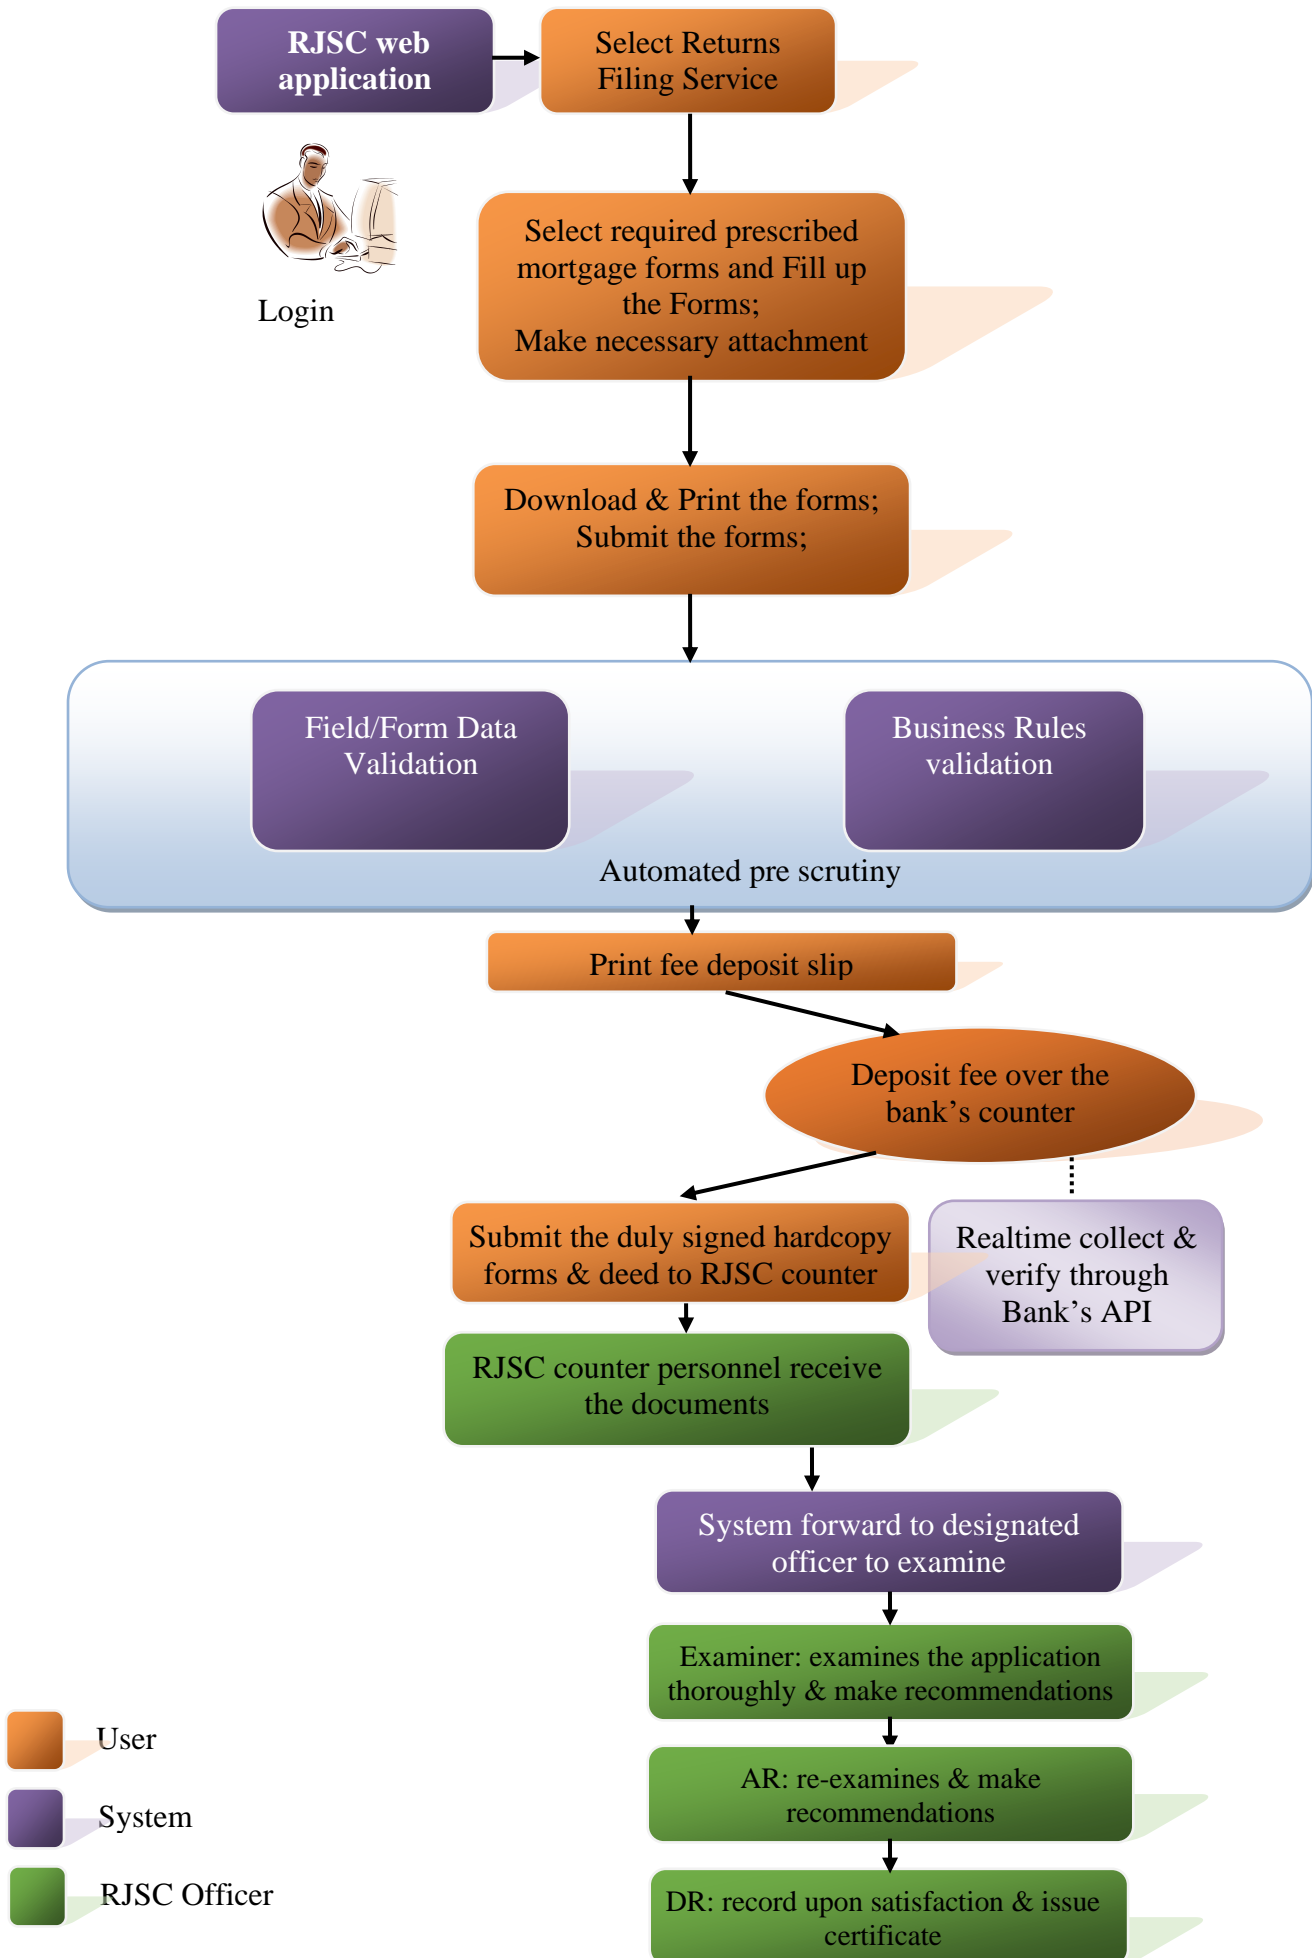 RJSC web
application
Select Returns
Filing Service
Login
Select required prescribed
mortgage forms and Fill up
the Forms;
Make necessary attachment
Download & Print the forms;
Submit the forms;
Field/Form Data
Validation
Business Rules
validation
Automated pre scrutiny
Print fee deposit slip
Deposit fee over the
bank’s counter
Submit the duly signed hardcopy
forms & deed to RJSC counter
Realtime collect &
verify through
Bank’s API
RJSC counter personnel receive
the documents
System forward to designated
officer to examine
Examiner: examines the application
thoroughly & make recommendations
AR: re-examines & make
recommendations
DR: record upon satisfaction & issue
certificate
User
System
RJSC Officer